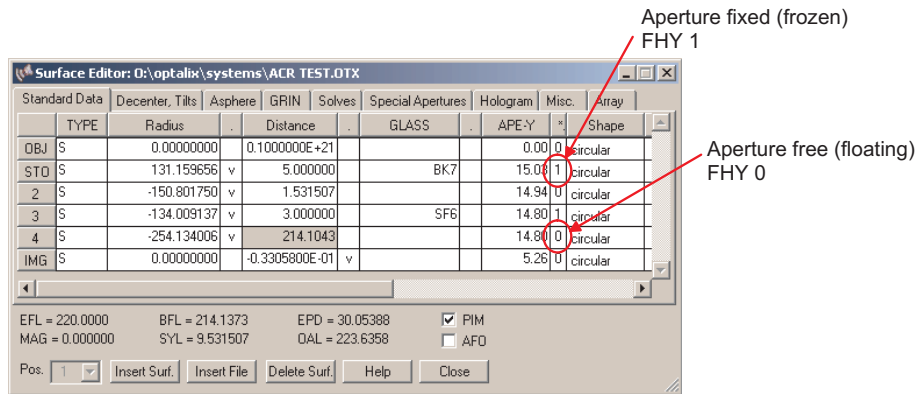 Aperture fixed (frozen)
FHY 1
Surface Editor: O:\optalix\systems\ACR TEST.OTX
Standard Data Decenter, Tilts Asphere GRIN Solves Special Apertures Hologram Misc. Array
TYPE Radius . Distance . GLASS . APE-Y * Shape
OBJ S 0.00000000 0.1000000E+21 0.00 0 circular
STO S 131.159656 v 5.000000 BK7 15.03 1 circular
2 S -150.801750 v 1.531507 14.94 0 circular
3 S -134.009137 v 3.000000 SF6 14.80 1 circular
4 S -254.134006 v 214.1043 14.80 0 circular
IMG S 0.00000000 -0.3305800E-01 v 5.26 0 circular
Aperture free (floating)
FHY 0
EFL = 220.0000 BFL = 214.1373 EPD = 30.05388 PIM
MAG = 0.000000 SYL = 9.531507 OAL = 223.6358 AFO
Pos. 1 Insert Surf. Insert File Delete Surf. Help Close